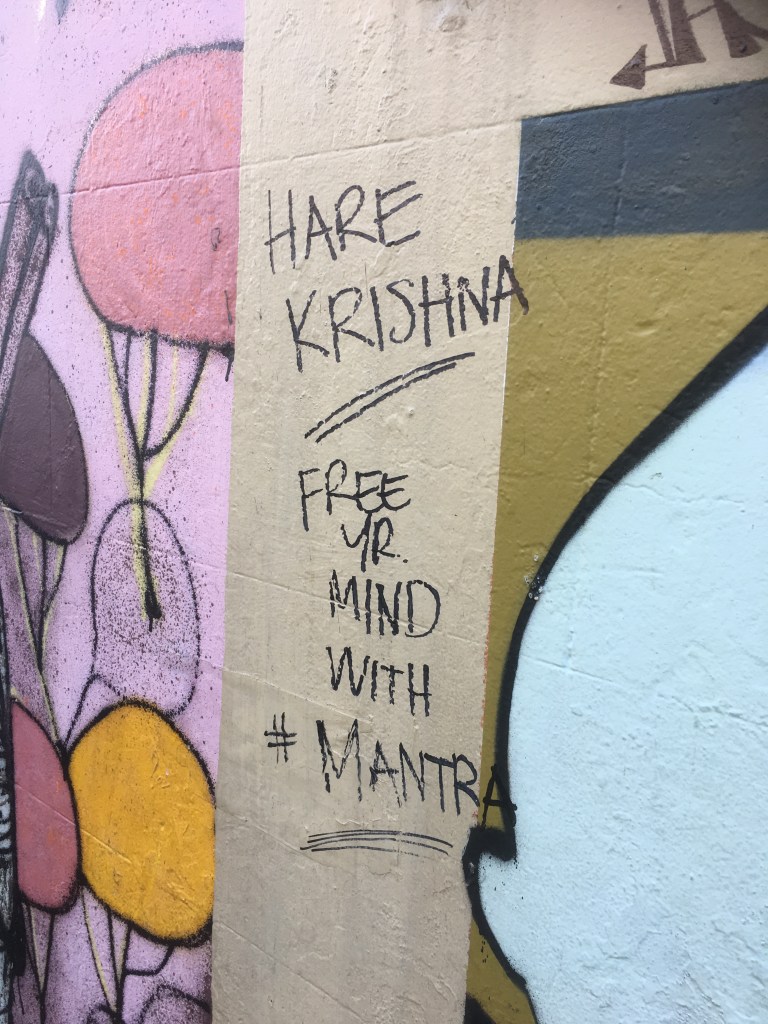 HARE
KRISHNA
FREE
YR.
MIND
WITH
# MANTRA